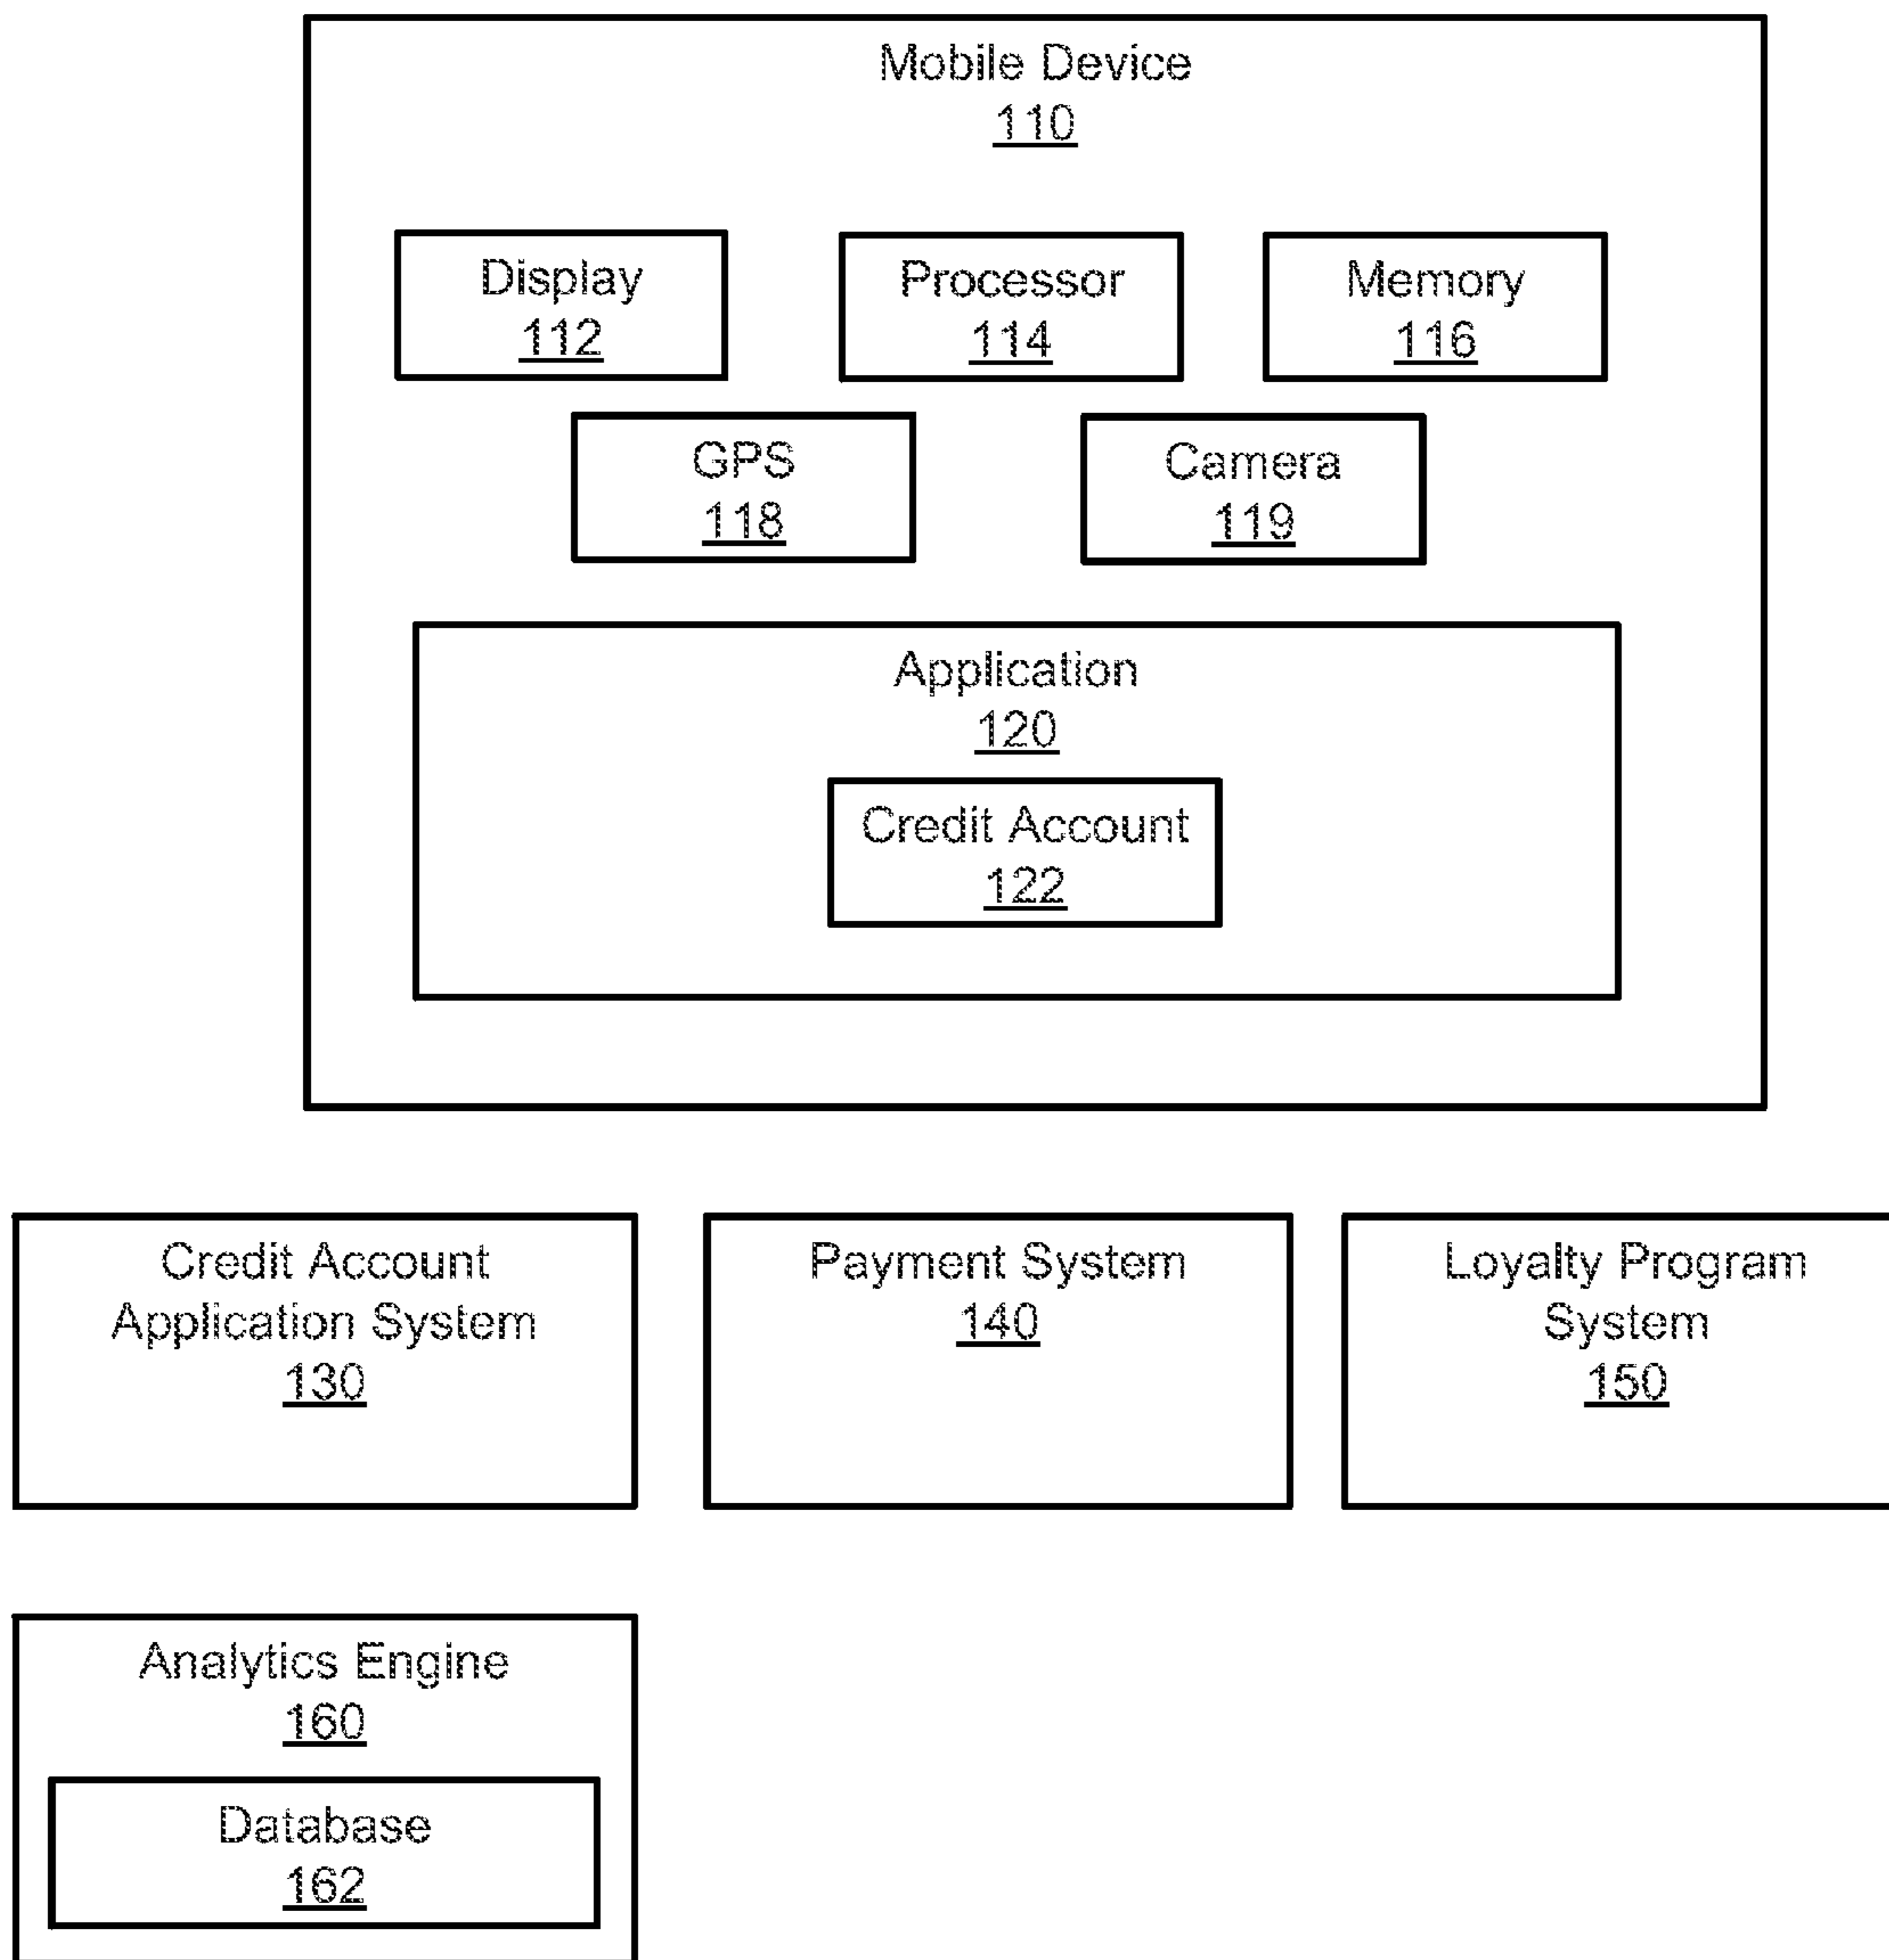 Mobile Device
110
Display
112
Processor
114
Memory
116
GPS
118
Camera
119
Application
120
Credit Account
122
Credit Account
Application System
130
Payment System
140
Loyalty Program
System
150
Analytics Engine
160
Database
162